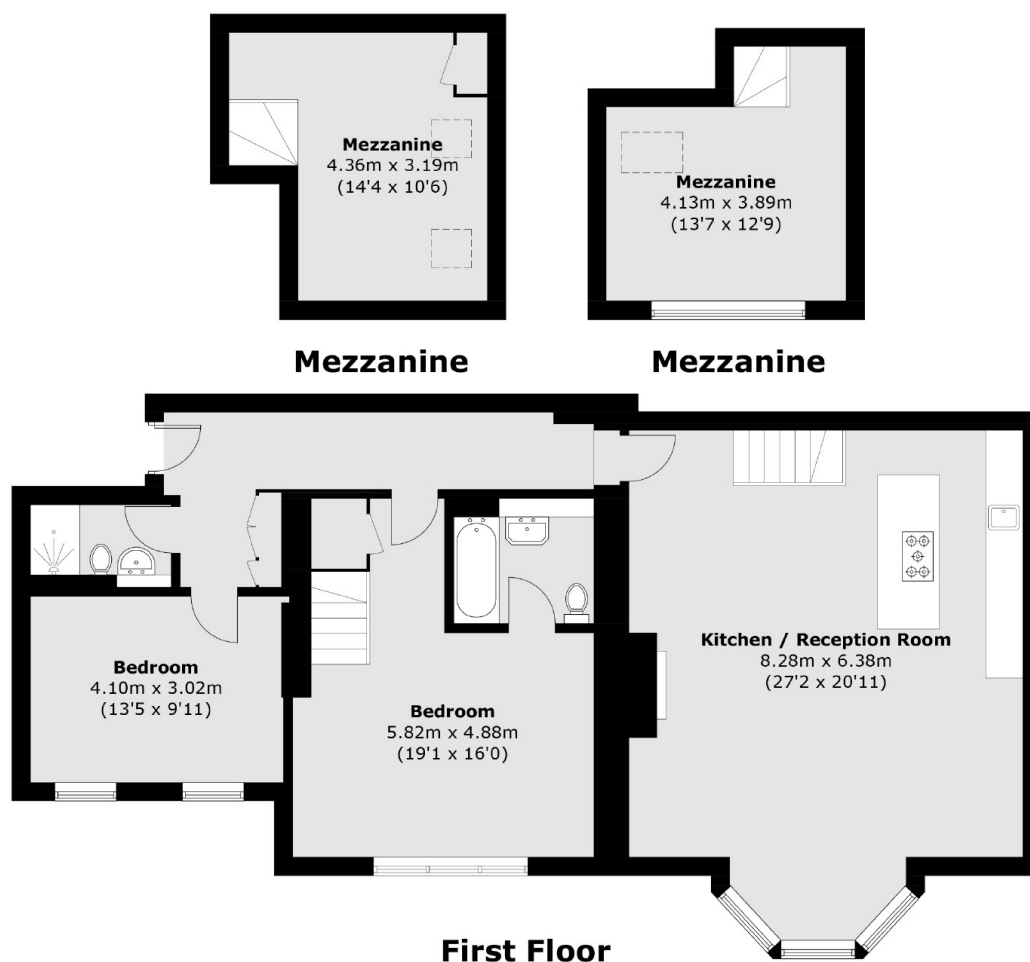 Mezzanine
4.36m x 3.19m
(14'4 x 10'6)
Mezzanine
4.13m x 3.89m
(13'7 x 12'9)
Mezzanine
Mezzanine
Bedroom
4.10m x 3.02m
(13'5 x 9'11)
Bedroom
5.82m x 4.88m
(19'1 x 16'0)
Kitchen / Reception Room
8.28m x 6.38m
(27'2 x 20'11)
First Floor